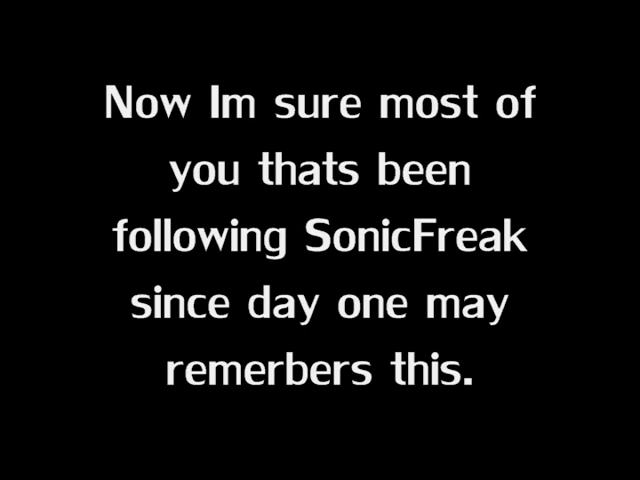 Now Im sure most of
you thats been
following SonicFreak
since day one may
remerbers this.